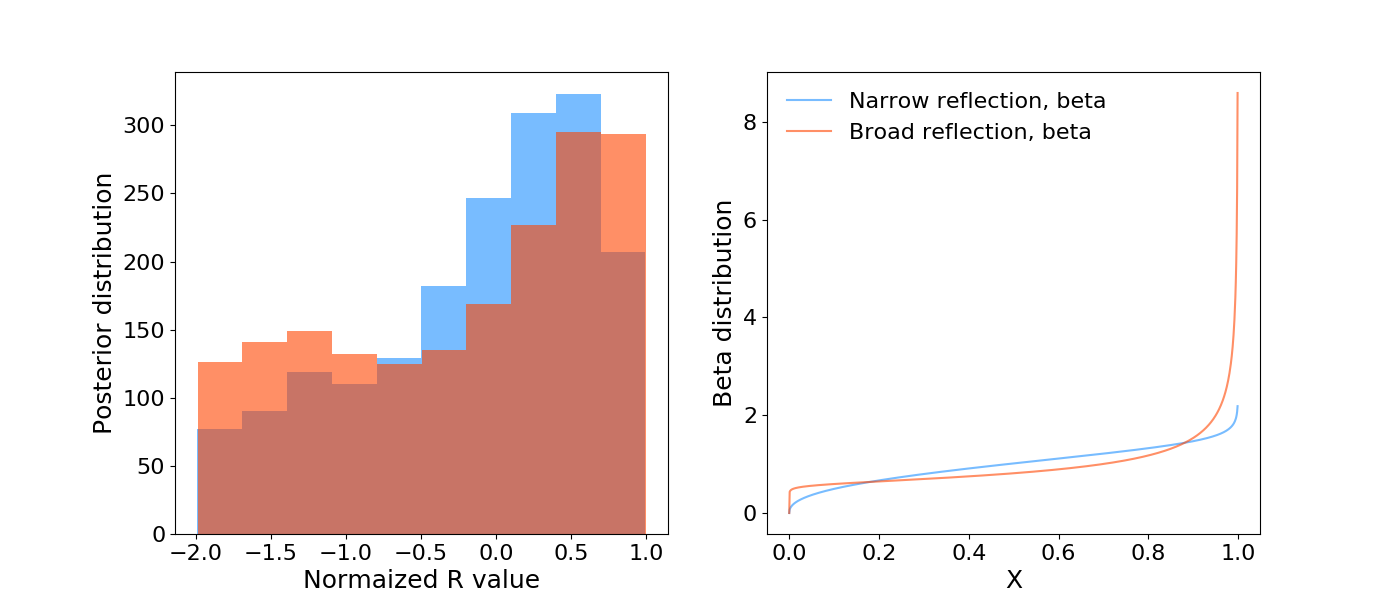 Posterior distribution
300
250
200
150
100
50
0
−2.0 −1.5 −1.0 −0.5 0.0 0.5 1.0
Normaized R value
Narrow reflection, beta
Broad reflection, beta
Beta distribution
8
6
4
2
0
0.0 0.2 0.4 0.6 0.8 1.0
X